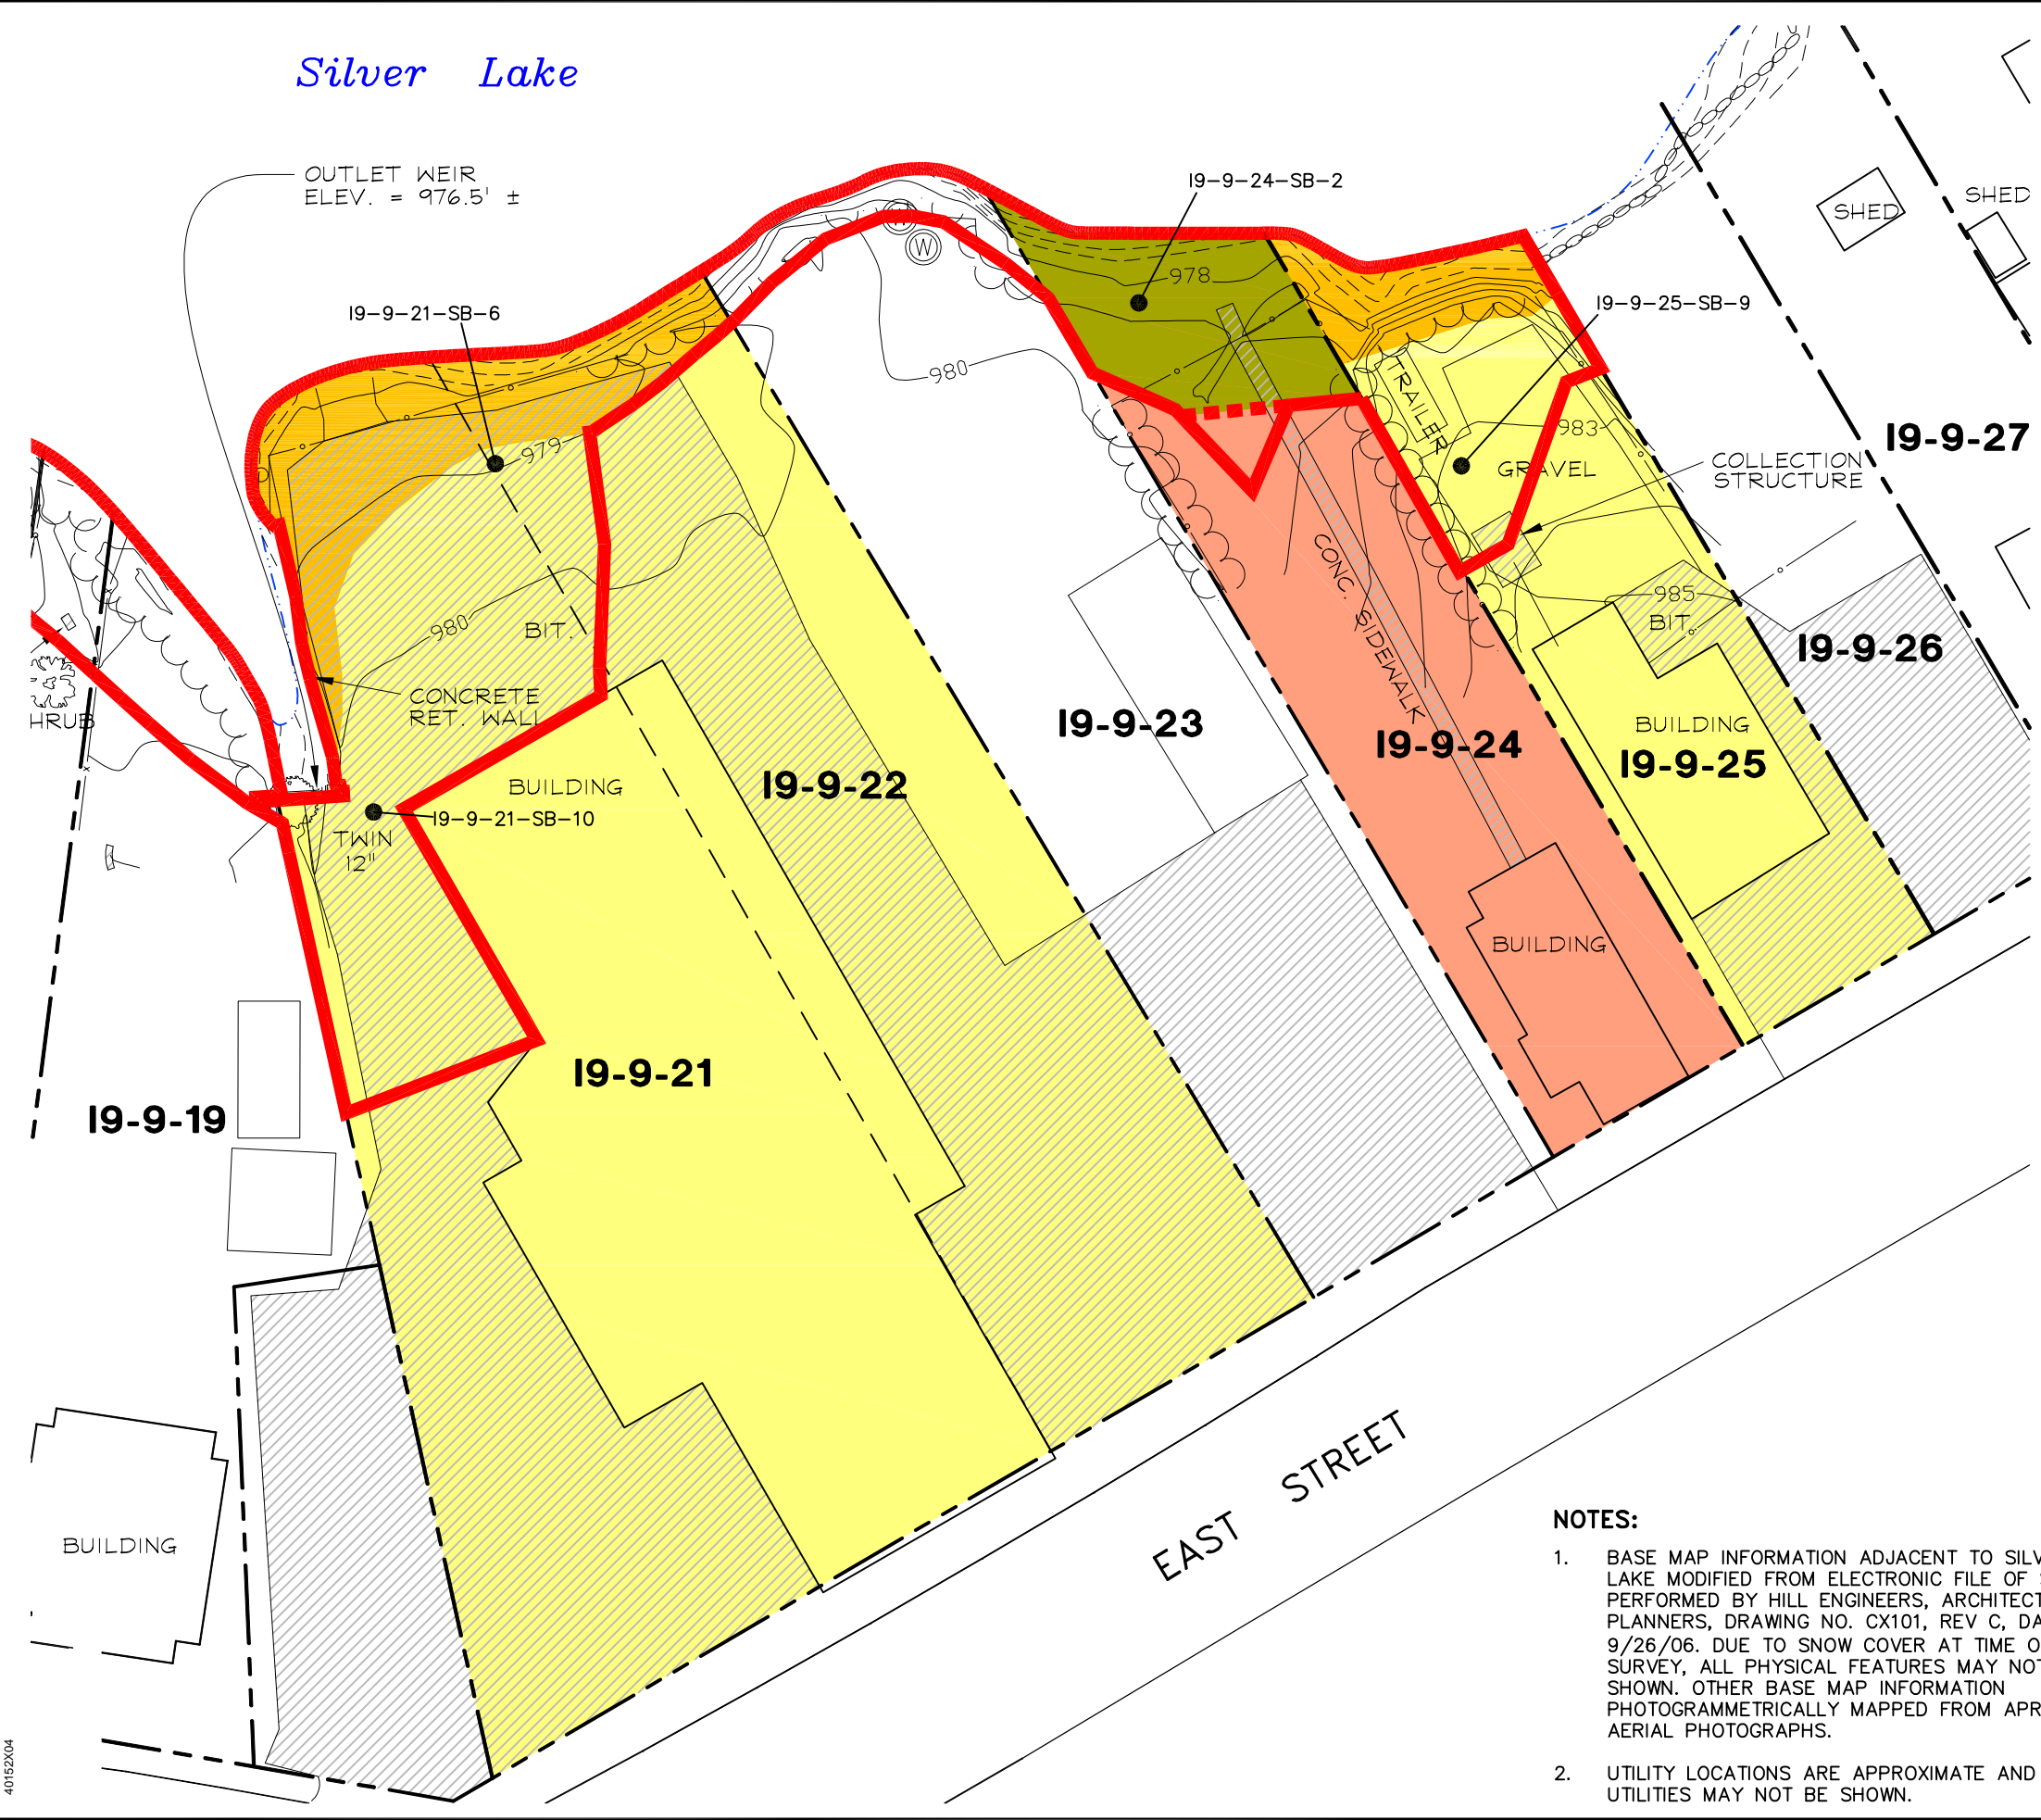 Silver Lake
OUTLET WEIR
ELEV. = 976.5' ±
I9-9-24-SB-2
SHED
SHED
978
I9-9-21-SB-6
I9-9-25-SB-9
980
TRAILER
983
I9-9-27
979
GRAVEL
COLLECTION
STRUCTURE
CONC. SIDEWALK
985
BIT.
980
BIT.
I9-9-26
CONCRETE
RET. WALL
HRUB
I9-9-23
BUILDING
I9-9-24
I9-9-25
BUILDING
I9-9-22
I9-9-21-SB-10
TWIN
12"
BUILDING
I9-9-21
I9-9-19
W
W
EAST STREET
BUILDING
NOTES:
1. BASE MAP INFORMATION ADJACENT TO SILV
LAKE MODIFIED FROM ELECTRONIC FILE OF
PERFORMED BY HILL ENGINEERS, ARCHITECT
PLANNERS, DRAWING NO. CX101, REV C, DA
9/26/06. DUE TO SNOW COVER AT TIME O
SURVEY, ALL PHYSICAL FEATURES MAY NOT
SHOWN. OTHER BASE MAP INFORMATION
PHOTOGRAMMETRICALLY MAPPED FROM APR
AERIAL PHOTOGRAPHS.
2. UTILITY LOCATIONS ARE APPROXIMATE AND
UTILITIES MAY NOT BE SHOWN.
40152X04